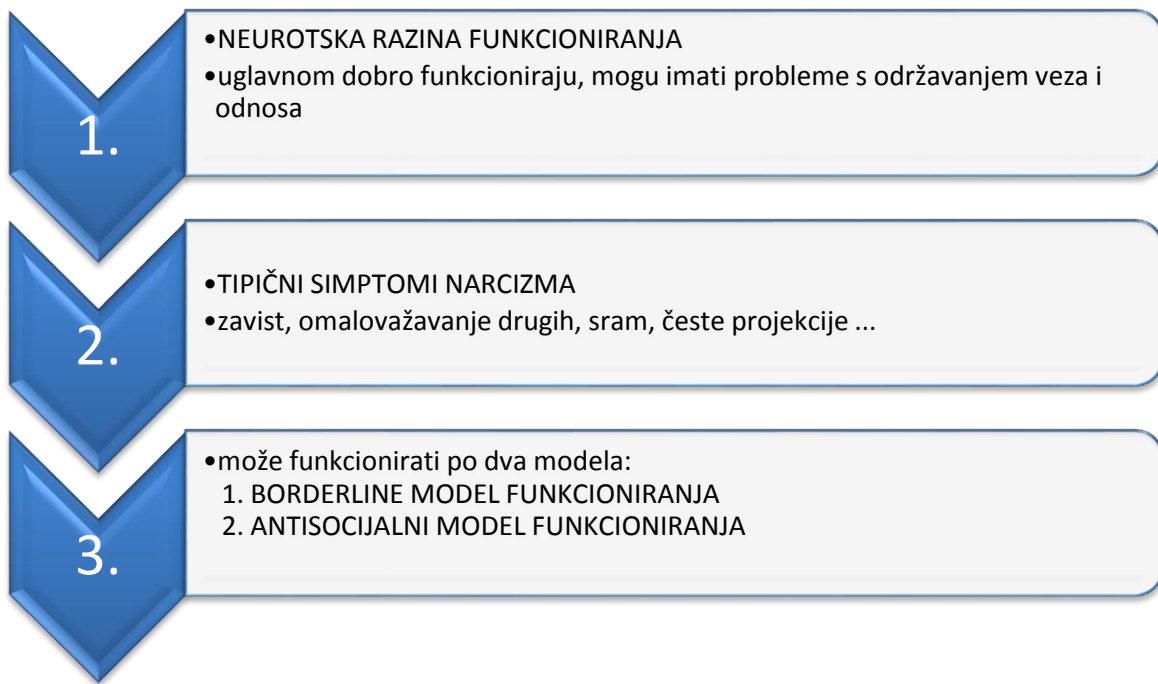 1.
•NEUROTSKA RAZINA FUNKCIONIRANJA
•uglavnom dobro funkcioniraju, mogu imati probleme s održavanjem veza i
odnosa
2.
•TIPIČNI SIMPTOMI NARCIZMA
•zavist, omalovažavanje drugih, sram, česte projekcije ...
3.
•može funkcionirati po dva modela:
1. BORDERLINE MODEL FUNKCIONIRANJA
2. ANTISOCIJALNI MODEL FUNKCIONIRANJA